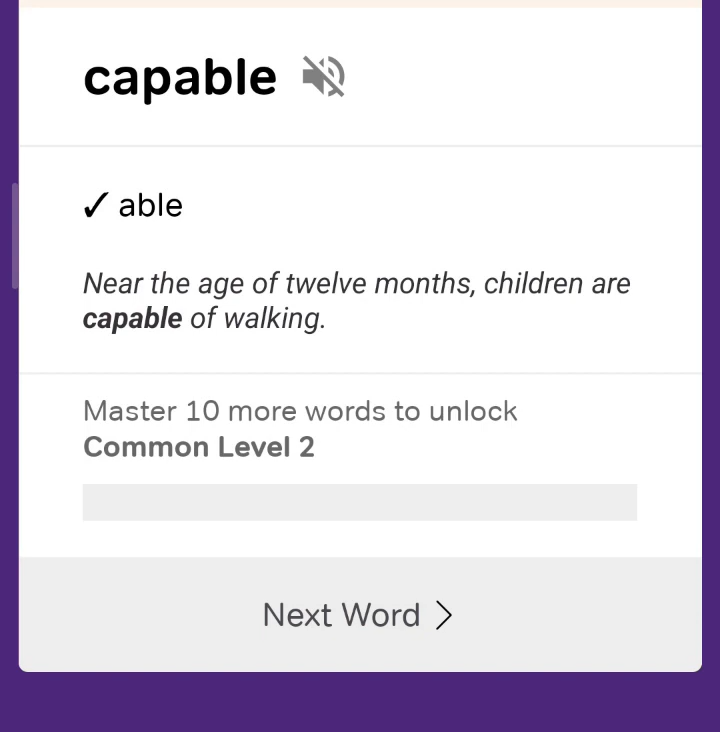 capable
✓ able
Near the age of twelve months, children are
capable of walking.
Master 10 more words to unlock
Common Level 2
Next Word >